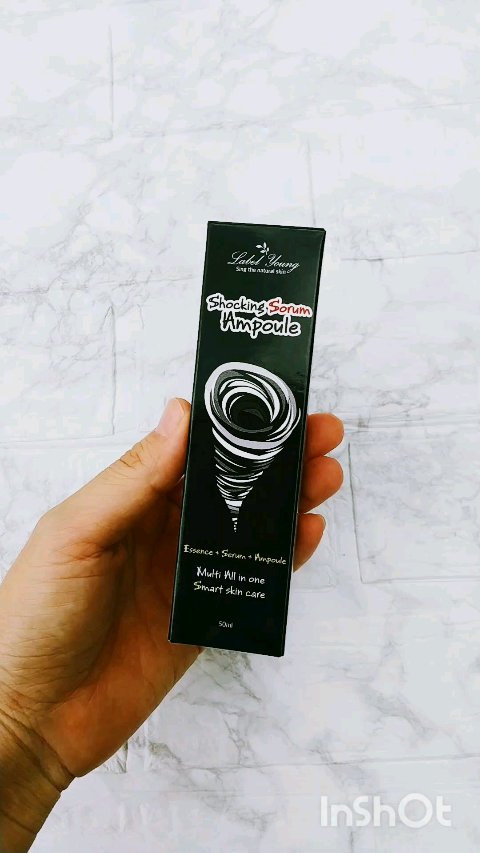 Label Young
Sing the natural skin
Shocking Sorum
Ampoule
Essence + Serum + Ampoule
Multi All in one
Smart skin care
50ml
InShOt